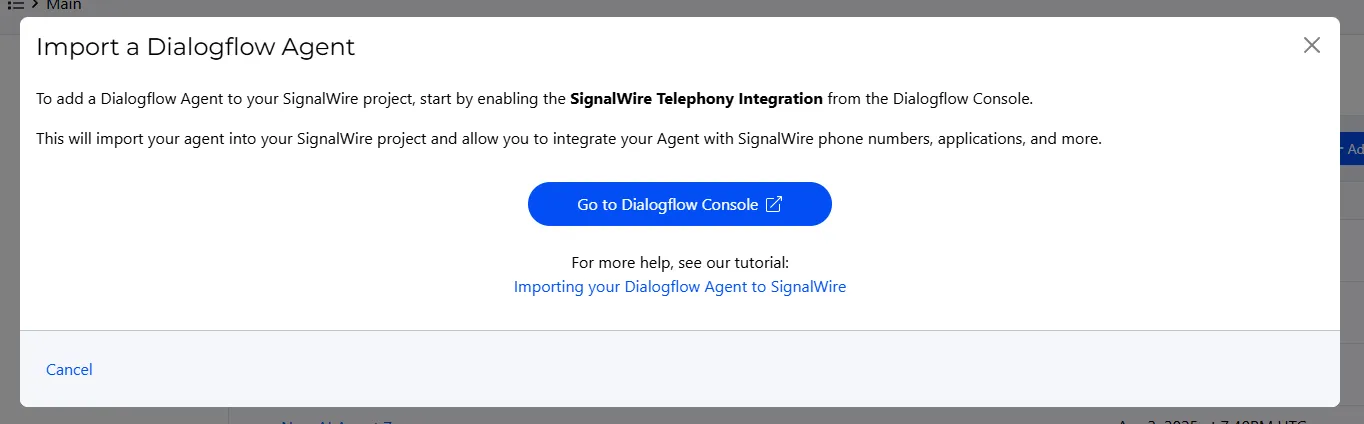 Main
Import a Dialogflow Agent
To add a Dialogflow Agent to your SignalWire project, start by enabling the SignalWire Telephony Integration from the Dialogflow Console.
This will import your agent into your SignalWire project and allow you to integrate your Agent with SignalWire phone numbers, applications, and more.
Ad
Go to Dialogflow Console
For more help, see our tutorial:
Importing your Dialogflow Agent to SignalWire
Cancel